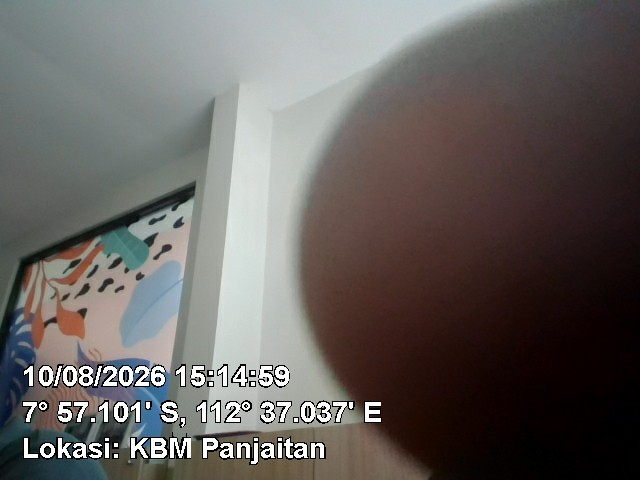 10/08/2026 15:14:59
7° 57.101' S, 112° 37.037' E
Lokasi: KBM Panjaitan